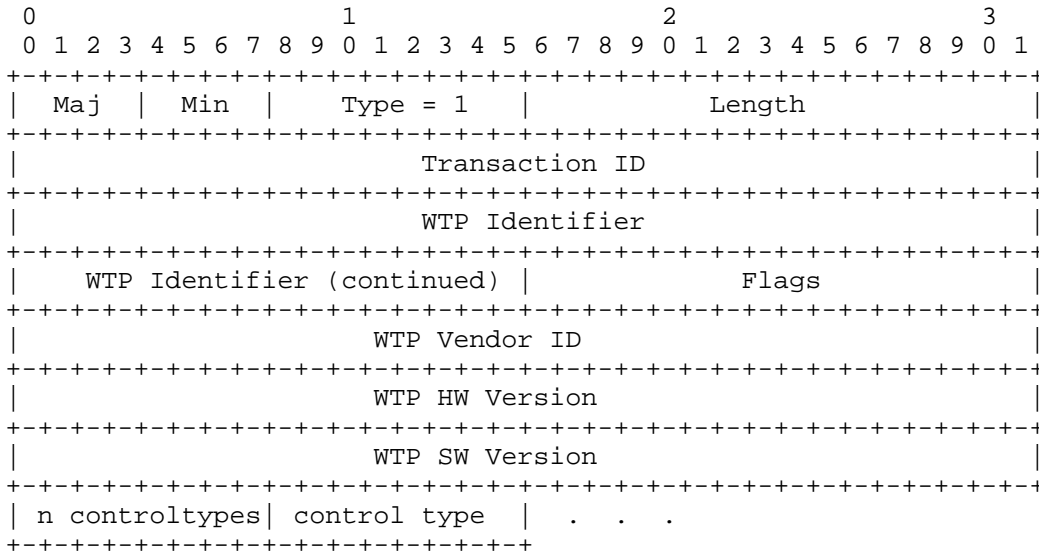 0                   1                   2                   3
 0 1 2 3 4 5 6 7 8 9 0 1 2 3 4 5 6 7 8 9 0 1 2 3 4 5 6 7 8 9 0 1
+-+-+-+-+-+-+-+-+-+-+-+-+-+-+-+-+-+-+-+-+-+-+-+-+-+-+-+-+-+-+-+-+
|  Maj  |  Min  |    Type = 1   |           Length              |
+-+-+-+-+-+-+-+-+-+-+-+-+-+-+-+-+-+-+-+-+-+-+-+-+-+-+-+-+-+-+-+-+
|                         Transaction ID                        |
+-+-+-+-+-+-+-+-+-+-+-+-+-+-+-+-+-+-+-+-+-+-+-+-+-+-+-+-+-+-+-+-+
|                         WTP Identifier                        |
+-+-+-+-+-+-+-+-+-+-+-+-+-+-+-+-+-+-+-+-+-+-+-+-+-+-+-+-+-+-+-+-+
|    WTP Identifier (continued) |             Flags             |
+-+-+-+-+-+-+-+-+-+-+-+-+-+-+-+-+-+-+-+-+-+-+-+-+-+-+-+-+-+-+-+-+
|                      WTP Vendor ID                            |
+-+-+-+-+-+-+-+-+-+-+-+-+-+-+-+-+-+-+-+-+-+-+-+-+-+-+-+-+-+-+-+-+
|                      WTP HW Version                           |
+-+-+-+-+-+-+-+-+-+-+-+-+-+-+-+-+-+-+-+-+-+-+-+-+-+-+-+-+-+-+-+-+
|                      WTP SW Version                           |
+-+-+-+-+-+-+-+-+-+-+-+-+-+-+-+-+-+-+-+-+-+-+-+-+-+-+-+-+-+-+-+-+
| n controltypes| control type  |  .  .  .
+-+-+-+-+-+-+-+-+-+-+-+-+-+-+-+-+